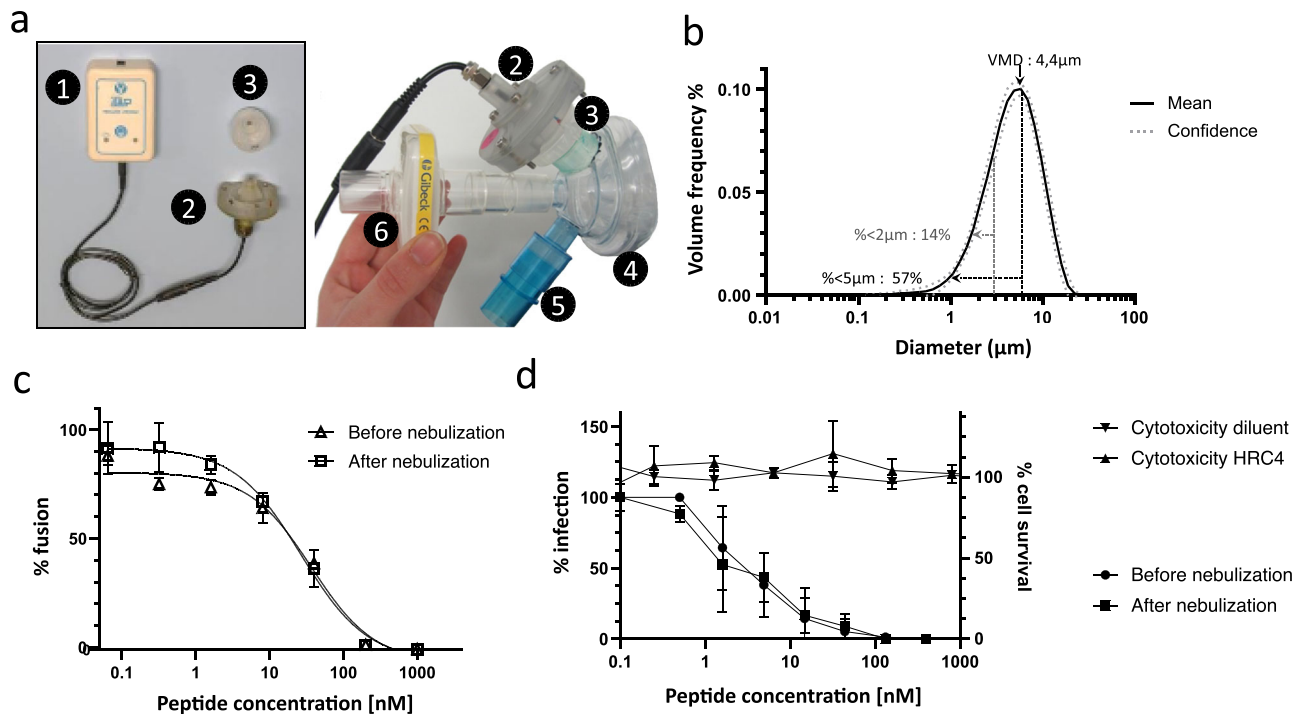 a
1
3
2
2
3
Gibeck CE
6
4
5
b
VMD : 4,4µm
Volume frequency %
0.10
0.05
0.00
Mean
Confidence
%<2µm : 14%
%<5µm : 57%
0.01
0.1
1
10
100
Diameter (µm)
c
% fusion
100
50
0
Before nebulization
After nebulization
0.1
1
10
100
1000
Peptide concentration [nM]
d
% infection
150
100
50
0
% cell survival
100
50
0
Cytotoxicity diluent
Cytotoxicity HRC4
Before nebulization
After nebulization
0.1
1
10
100
1000
Peptide concentration [nM]